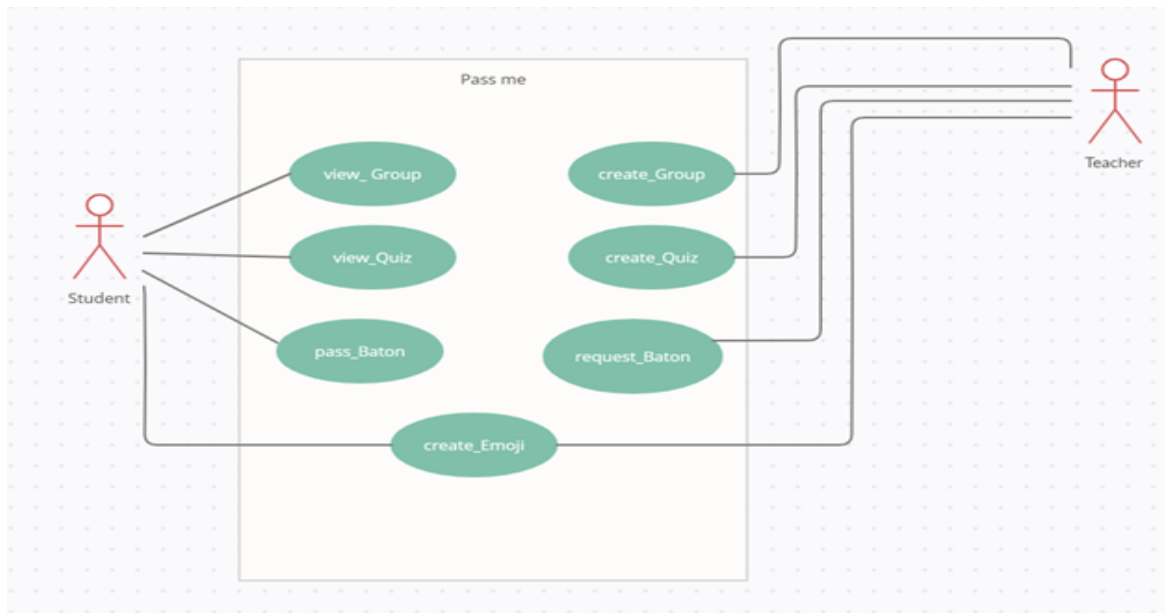 Pass me
Teacher
view_ Group
create_Group
view_Quiz
create_Quiz
Student
pass_Baton
request_Baton
create_Emoji